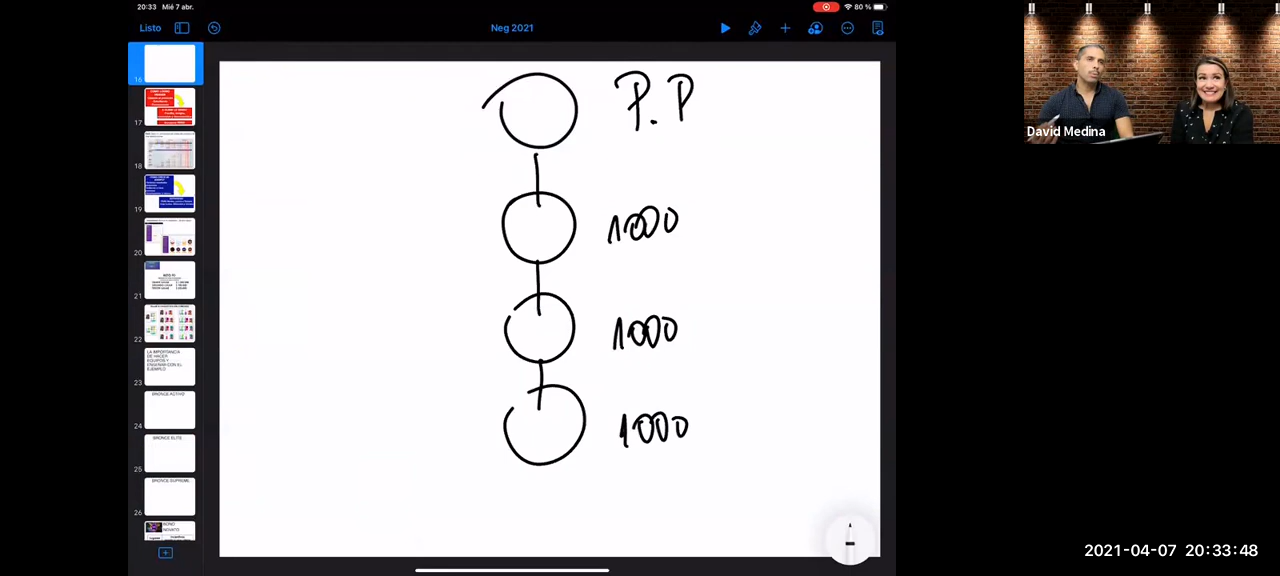 20:33 Mié 7 abr.
80 %
Listo
Neg 2021
P.P
1000
1000
1000
16
17
18
19
20
21
22
LA IMPORTANCIA
DE HACER
EQUIPOS Y
ENSEÑAR CON EL
EJEMPLO
23
BRONCE ACTIVO
24
BRONCE ELITE
25
BRONCE SUPREME
26
David Medina
2021-04-07 20:33:48